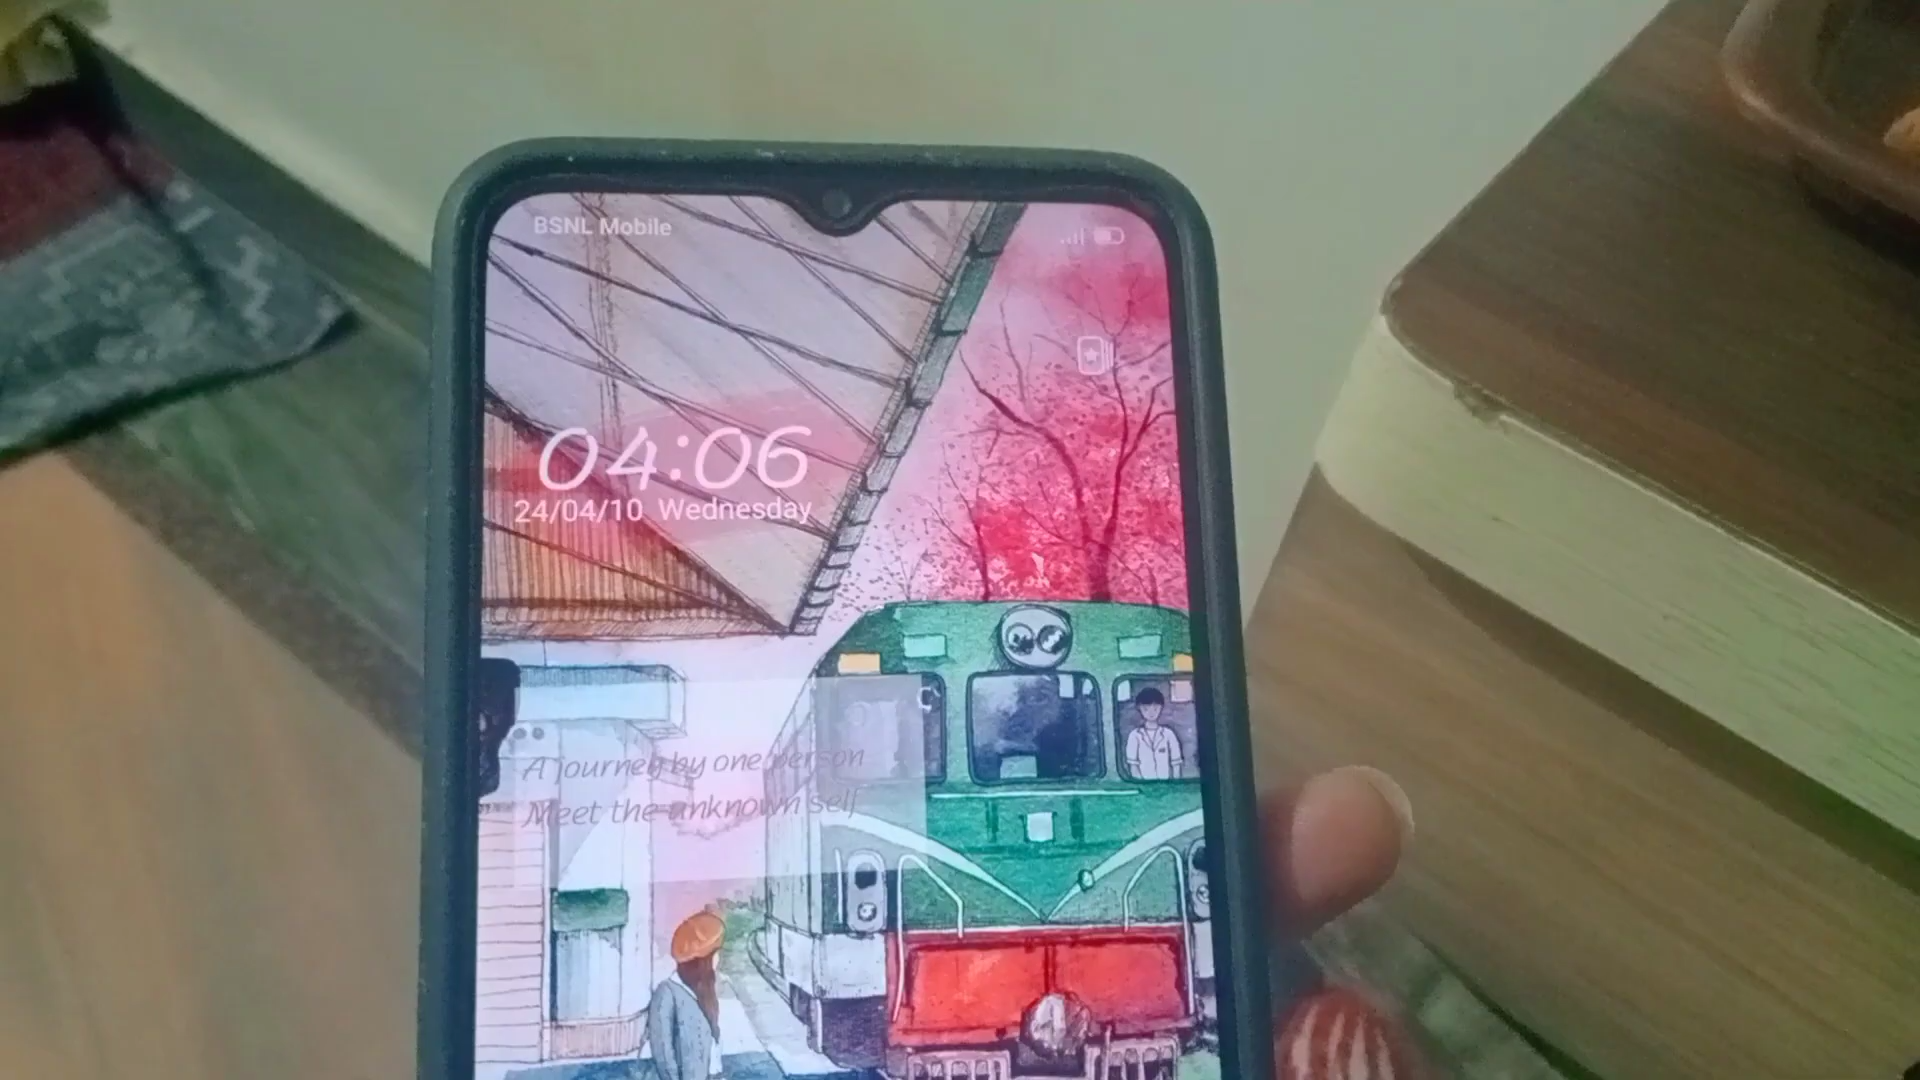 BSNL Mobile
04:06
24/04/10 Wednesday
A journey by one person
Meet the unknown self